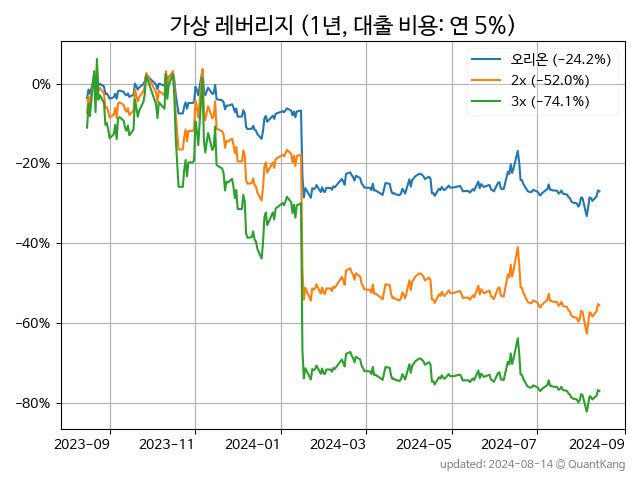 가상 레버리지 (1년, 대출 비용: 연 5%)
오리온 (−24.2%)
2x (−52.0%)
3x (−74.1%)
0%
−20%
−40%
−60%
−80%
2023-09 2023-11 2024-01 2024-03 2024-05 2024-07 2024-09
updated: 2024-08-14 © QuantKang